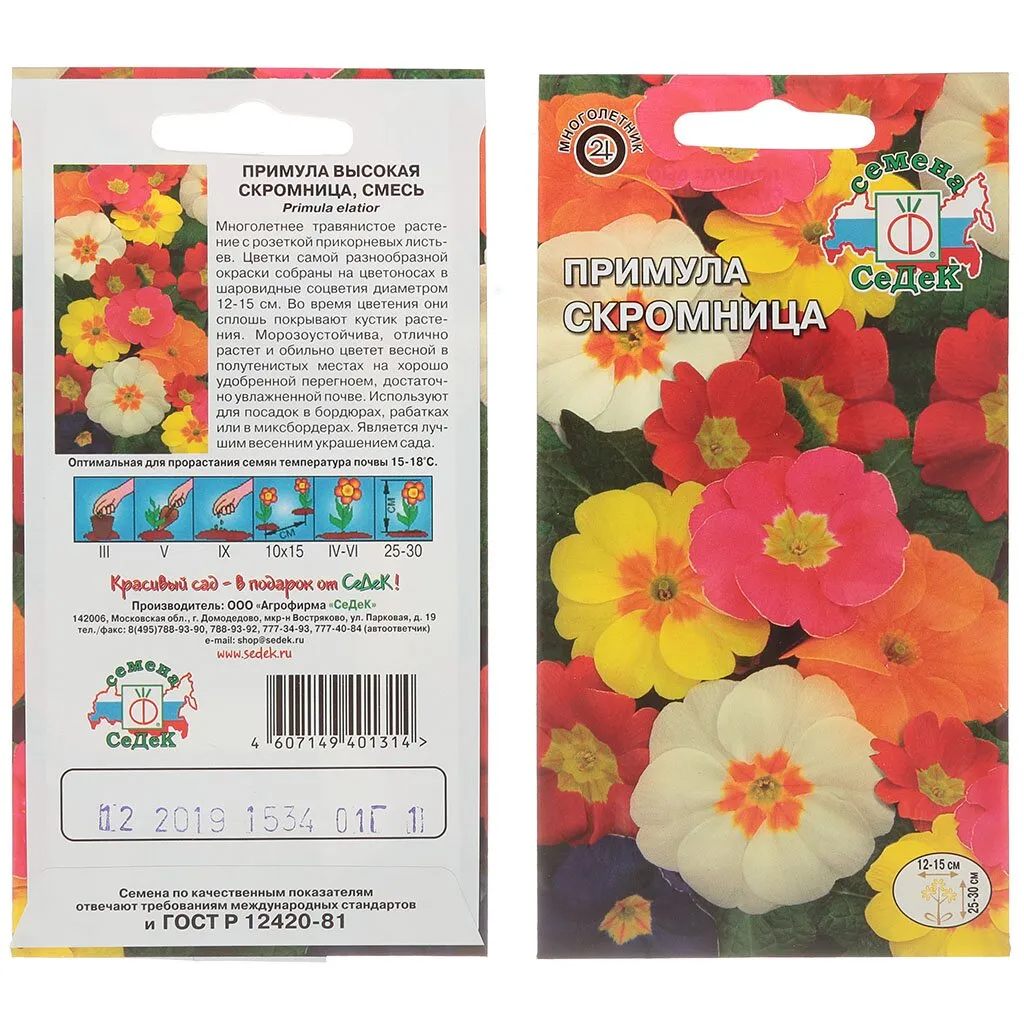 ПРИМУЛА ВЫСОКАЯ
СКРОМНИЦА, СМЕСЬ
Primula elatior
Многолетнее травянистое расте-
ние с розеткой прикорневых листь-
ев. Цветки самой разнообразной
окраски собраны на цветоносах в
шаровидные соцветия диаметром
12-15 см. Во время цветения они
сплошь покрывают кустик расте-
ния. Морозоустойчива, отлично
растет и обильно цветет весной в
полутенистых местах на хорошо
удобренной перегноем, достаточ-
но увлажненной почве. Используют
для посадок в бордюрах, рабатках
или в миксбордерах. Является луч-
шим весенним украшением сада.
Оптимальная для прорастания семян температура почвы 15-18°С.
СМ СМ
III V IX 10х15 IV-VI 25-30
Красивый сад - в подарок от СеДеК!
Производитель: ООО «Агрофирма "СеДеК"
142006, Московская обл., г. Домодедово, мкр-н Востряково, ул. Парковая, д. 19
тел./факс: 8(495)788-93-90, 788-93-92, 777-34-93, 777-40-84 (автоответчик)
e-mail: shop@sedek.ru
www.sedek.ru
семена
СеДеК
4 607149 401314 >
12 2019 1534 01Г 1
Семена по качественным показателям
отвечают требованиям международных стандартов
и ГОСТ Р 12420-81
МНОГОЛЕТНИК
семена
СеДеК
®
ПРИМУЛА
СКРОМНИЦА
12-15 см
25-30 см